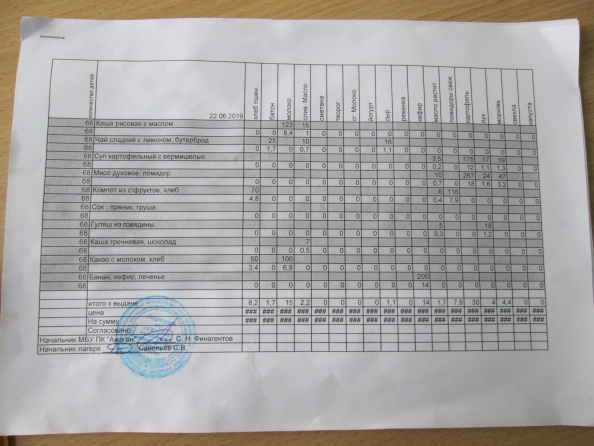 количество детей 22.06.2019 хлеб пшен батон молоко слив. Масло сметана творог сг. Молоко йогурт сыр ряженка кефир масло растит. помидоры свеж. картофель лук морковь свекла капуста
68 Каша рисовая с маслом 123 15
68 0 0 8,4 1 0 0 0 0 0 0 0 0 0 0 0 0 0 0
68 Чай сладкий с лимоном, бутерброд 25 10 16
68 0 1,7 0 0,7 0 0 0 0 1,1 0 0 0 0 0 0 0 0 0
68 Суп картофельный с вермишелью 3,5 175 17 19
68 0 0 0 0 0 0 0 0 0 0 0 0,2 0 12 1,1 1,3 0 0
68 Мясо духовое, помидор 10 267 24 47
68 0 0 0 0 0 0 0 0 0 0 0 0,7 0 18 1,6 3,2 0 0
68 Компот из с\фруктов, хлеб 70 6 116
68 4,8 0 0 0 0 0 0 0 0 0 0 0,4 7,9 0 0 0 0 0
68 Сок , пряник, груша
68 0 0 0 0 0 0 0 0 0 0 0 0 0 0 0 0 0 0
68 Гуляш из говядины 5 18
68 0 0 0 0 0 0 0 0 0 0 0 0,3 0 0 1,2 0 0 0
68 Каша гречневая, шоколад 7
68 0 0 0 0,5 0 0 0 0 0 0 0 0 0 0 0 0 0 0
68 Какао с молоком, хлеб 50 100
68 3,4 0 6,8 0 0 0 0 0 0 0 0 0 0 0 0 0 0 0
68 Банан, кефир, печенье 200
68 0 0 0 0 0 0 0 0 0 0 14 0 0 0 0 0 0 0
итого к выдаче 8,2 1,7 15 2,2 0 0 0 0 1,1 0 14 1,7 7,9 30 4 4,4 0 0
цена ### ### ### ### ### ### ### ### ### ### ### ### ### ### ### ### ### ###
На сумму ### ### ### ### ### ### ### ### ### ### ### ### ### ### ### ### ### ###
Согласовано
Начальник МБУ ПК "Ажаган" С. Н. Финагентов
Начальник лагеря Савельев С.В.